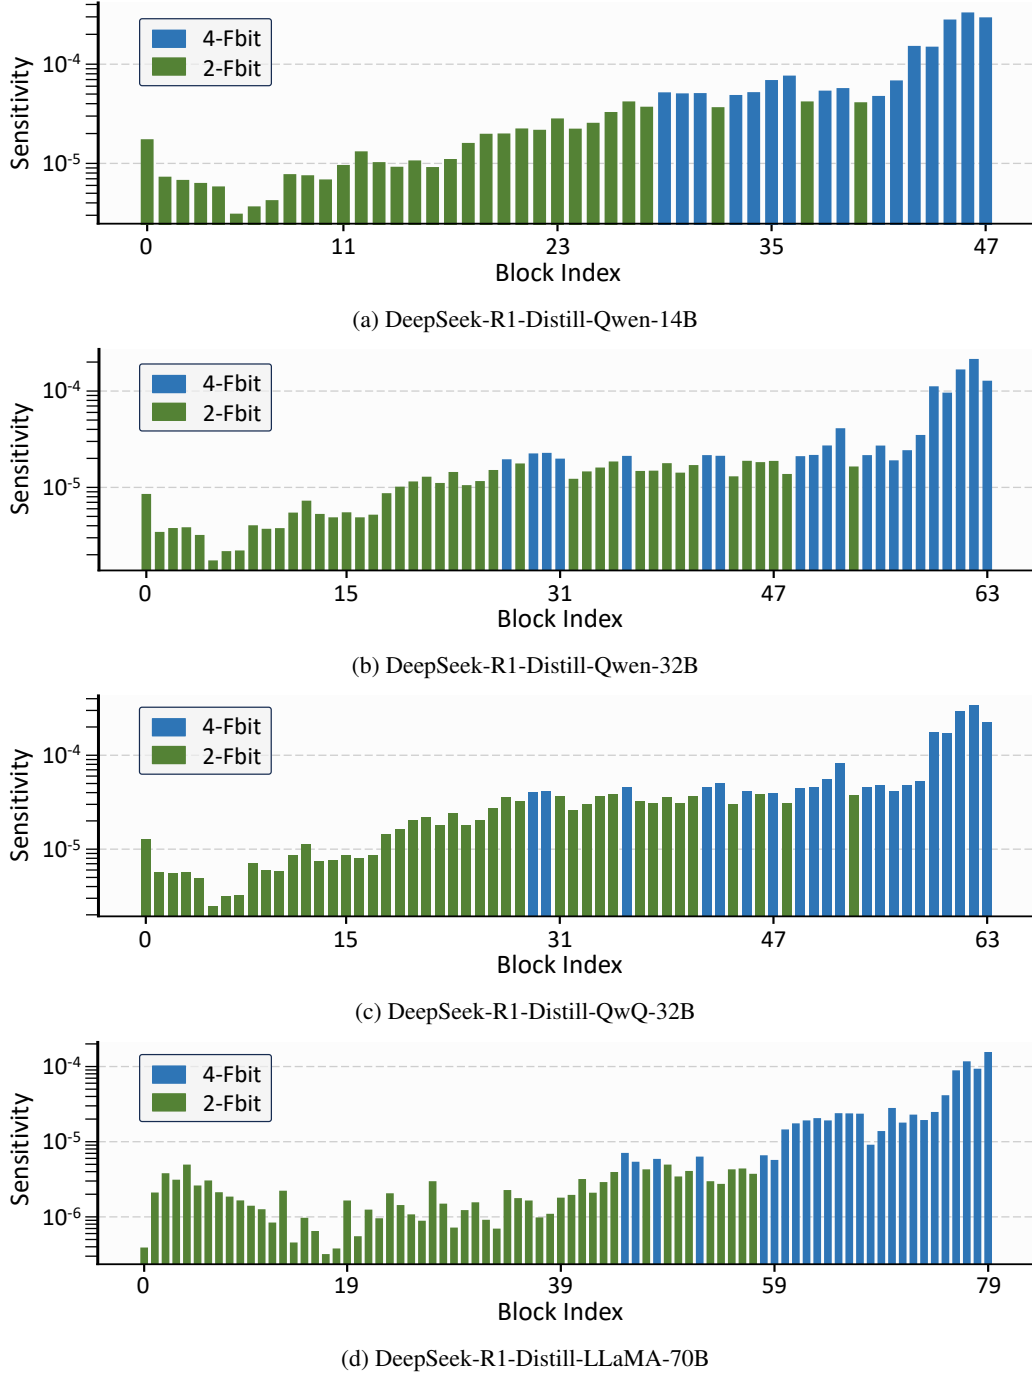 4-Fbit
2-Fbit
Sensitivity
10⁻⁴
10⁻⁵
0 11 23 35 47
Block Index
(a) DeepSeek-R1-Distill-Qwen-14B
4-Fbit
2-Fbit
Sensitivity
10⁻⁴
10⁻⁵
0 15 31 47 63
Block Index
(b) DeepSeek-R1-Distill-Qwen-32B
4-Fbit
2-Fbit
Sensitivity
10⁻⁴
10⁻⁵
0 15 31 47 63
Block Index
(c) DeepSeek-R1-Distill-QwQ-32B
4-Fbit
2-Fbit
Sensitivity
10⁻⁴
10⁻⁵
10⁻⁶
0 19 39 59 79
Block Index
(d) DeepSeek-R1-Distill-LLaMA-70B